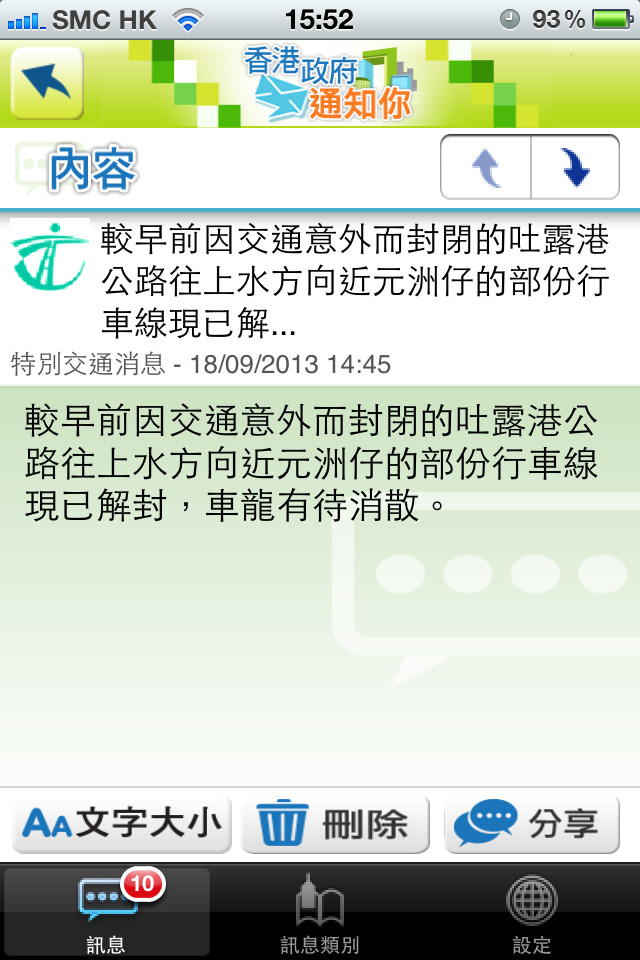 SMC HK 15:52 93%
香港政府
通知你
內容
較早前因交通意外而封閉的吐露港
公路往上水方向近元洲仔的部份行
車線現已解...
特別交通消息 - 18/09/2013 14:45
較早前因交通意外而封閉的吐露港公
路往上水方向近元洲仔的部份行車線
現已解封，車龍有待消散。
AA文字大小 刪除 分享
10
訊息 訊息類別 設定